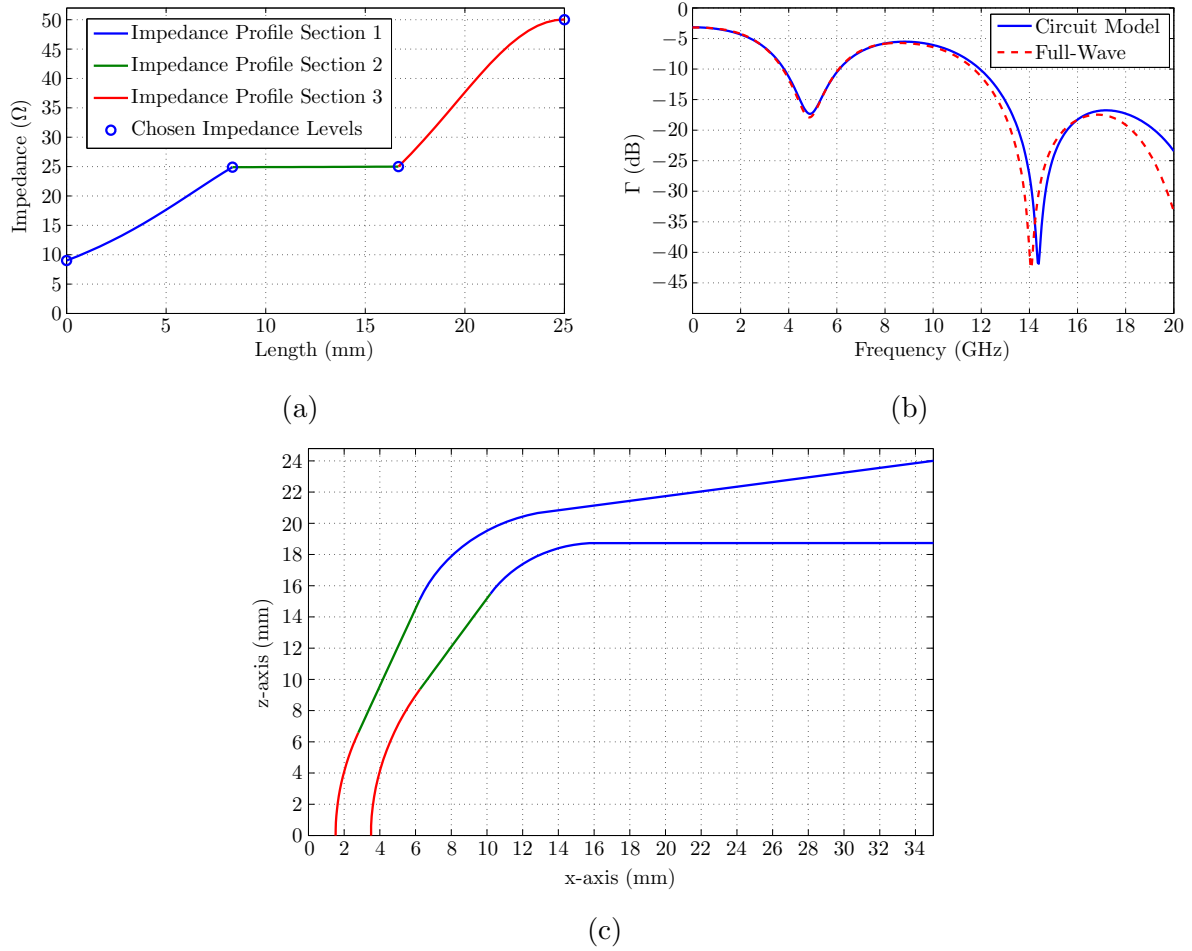 50
45
40
35
30
25
20
15
10
5
0
Impedance (Ω)
Impedance Profile Section 1
Impedance Profile Section 2
Impedance Profile Section 3
Chosen Impedance Levels
0 5 10 15 20 25
Length (mm)
(a)
0
−5
−10
−15
−20
−25
−30
−35
−40
−45
Γ (dB)
Circuit Model
Full-Wave
0 2 4 6 8 10 12 14 16 18 20
Frequency (GHz)
(b)
24
22
20
18
16
14
12
10
8
6
4
2
0
z-axis (mm)
0 2 4 6 8 10 12 14 16 18 20 22 24 26 28 30 32 34
x-axis (mm)
(c)